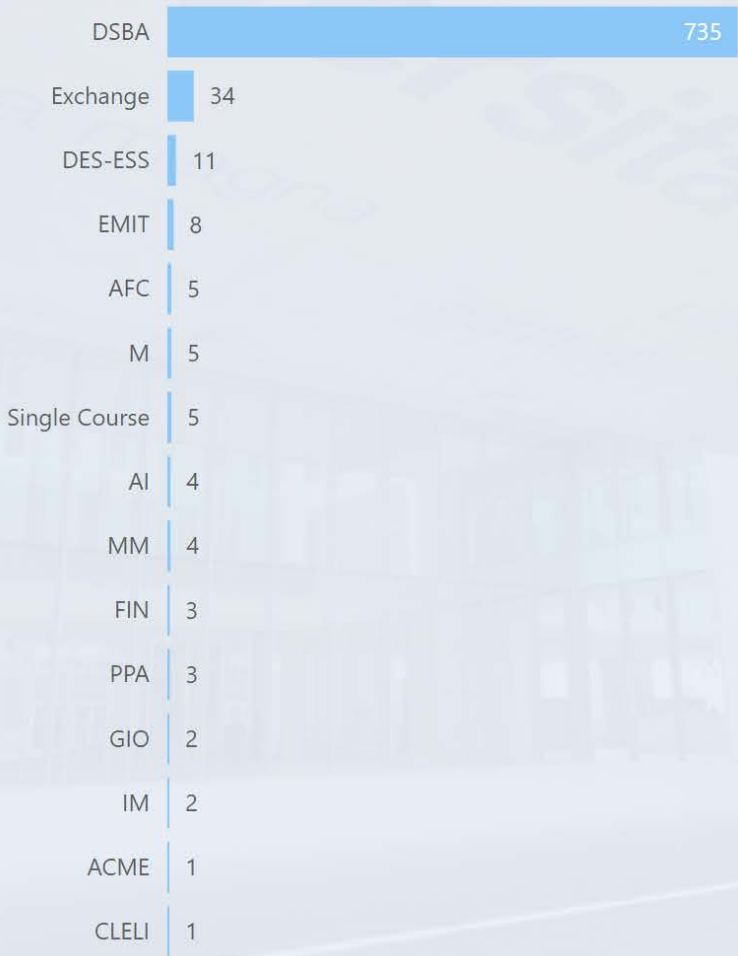 DSBA 735
Exchange 34
DES-ESS 11
EMIT 8
AFC 5
M 5
Single Course 5
AI 4
MM 4
FIN 3
PPA 3
GIO 2
IM 2
ACME 1
CLELI 1